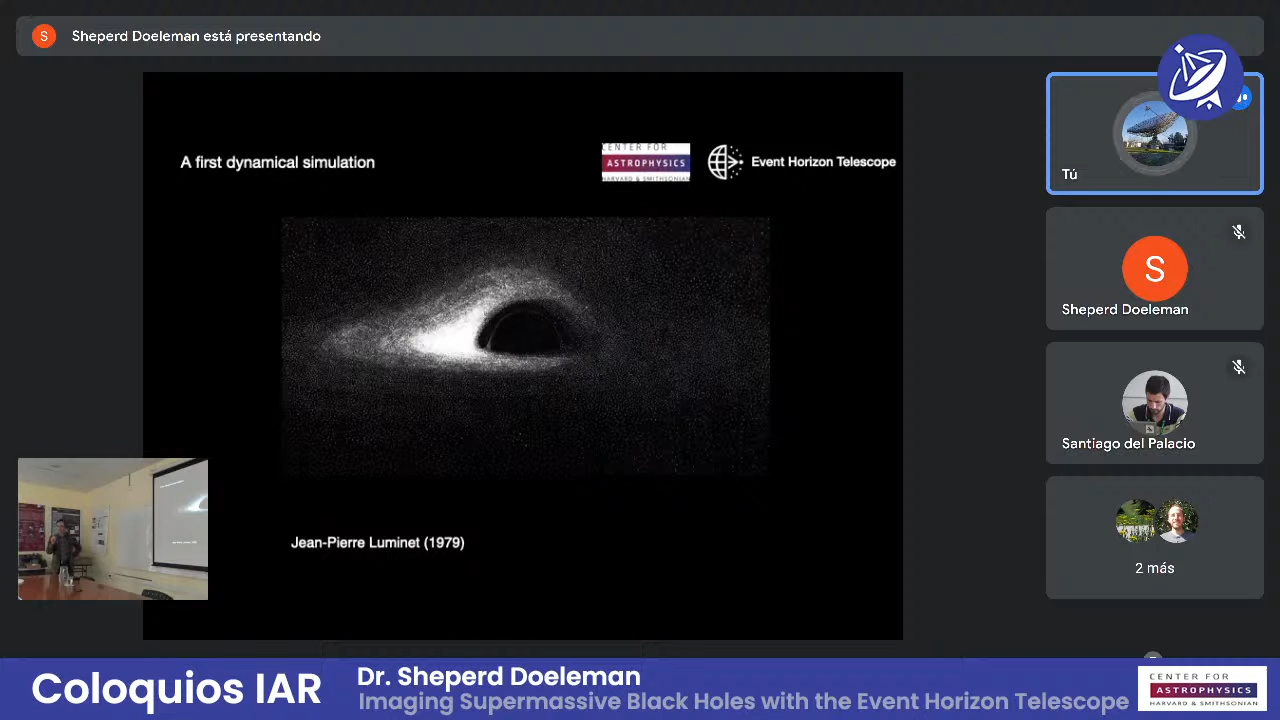 S
Sheperd Doeleman está presentando
A first dynamical simulation
CENTER FOR
ASTROPHYSICS
HARVARD & SMITHSONIAN
Event Horizon Telescope
Jean-Pierre Luminet (1979)
Tú
S
Sheperd Doeleman
Santiago del Palacio
2 más
Coloquios IAR
Dr. Sheperd Doeleman
Imaging Supermassive Black Holes with the Event Horizon Telescope
CENTER FOR
ASTROPHYSICS
HARVARD & SMITHSONIAN